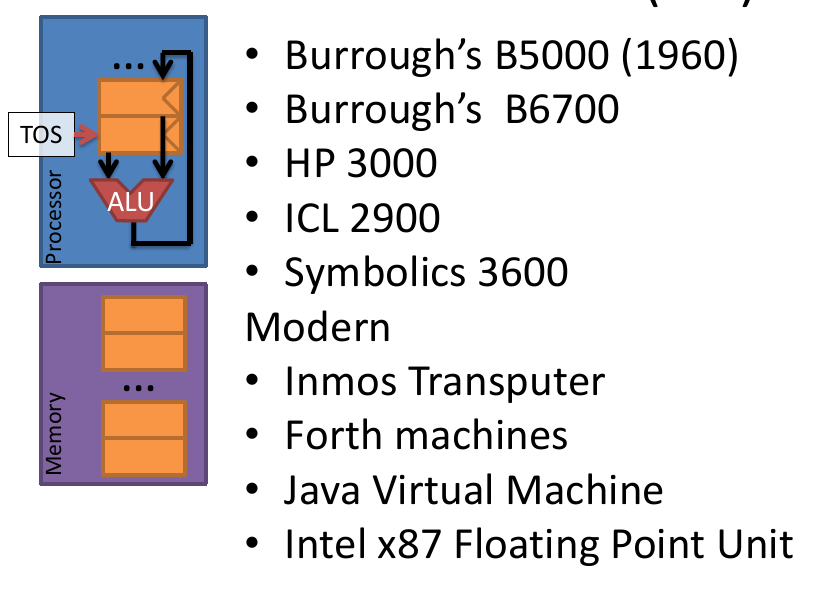 ...
TOS
ALU
Processor
...
Memory
• Burrough’s B5000 (1960)
• Burrough’s  B6700
• HP 3000
• ICL 2900
• Symbolics 3600
Modern
• Inmos Transputer
• Forth machines
• Java Virtual Machine
• Intel x87 Floating Point Unit